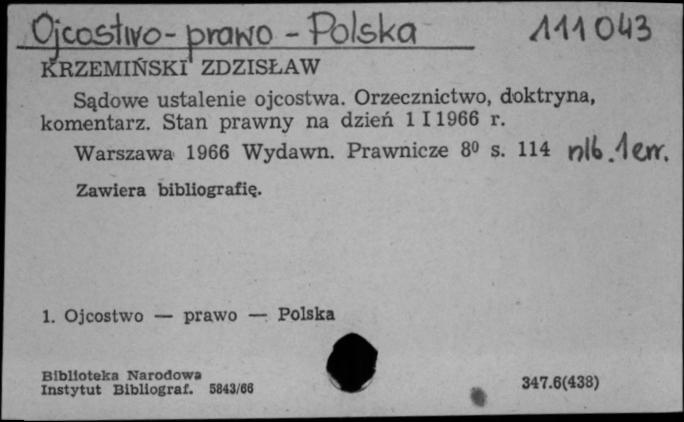 Ojcostwo - prawo - Polska 111 043
KRZEMIŃSKI ZDZISŁAW
Sądowe ustalenie ojcostwa. Orzecznictwo, doktryna,
komentarz. Stan prawny na dzień 1 I 1966 r.
Warszawa 1966 Wydawn. Prawnicze 8⁰ s. 114 nlb. 1 err.
Zawiera bibliografię.
1. Ojcostwo — prawo — Polska
Biblioteka Narodowa
Instytut Bibliograf. 5843/66 347.6(438)